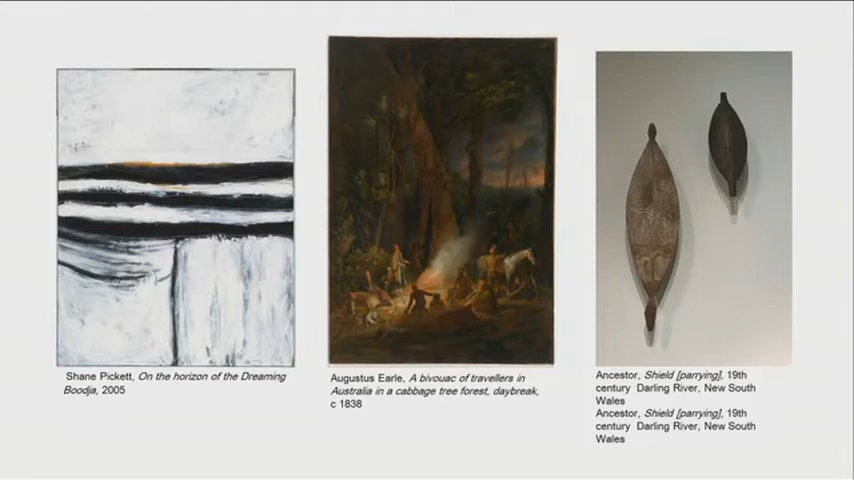 Shane Pickett, On the horizon of the Dreaming
Boodja, 2005
Augustus Earle, A bivouac of travellers in
Australia in a cabbage tree forest, daybreak,
c 1838
Ancestor, Shield [parrying], 19th
century Darling River, New South
Wales
Ancestor, Shield [parrying], 19th
century Darling River, New South
Wales